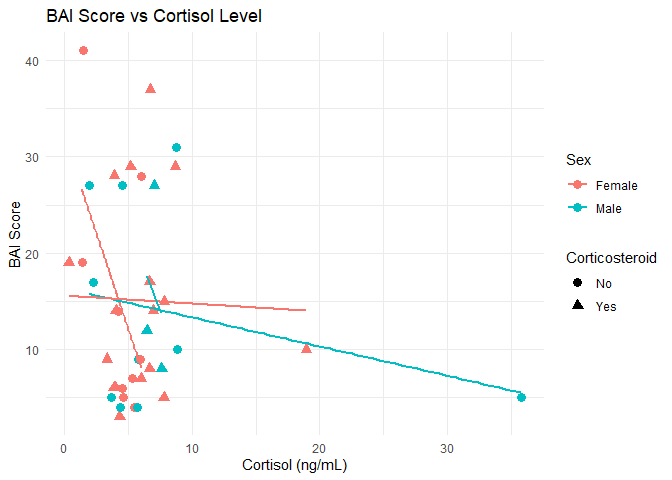 BAI Score vs Cortisol Level
40
30
20
10
BAI Score
0
10
20
30
Cortisol (ng/mL)
Sex
Female
Male
Corticosteroid
No
Yes